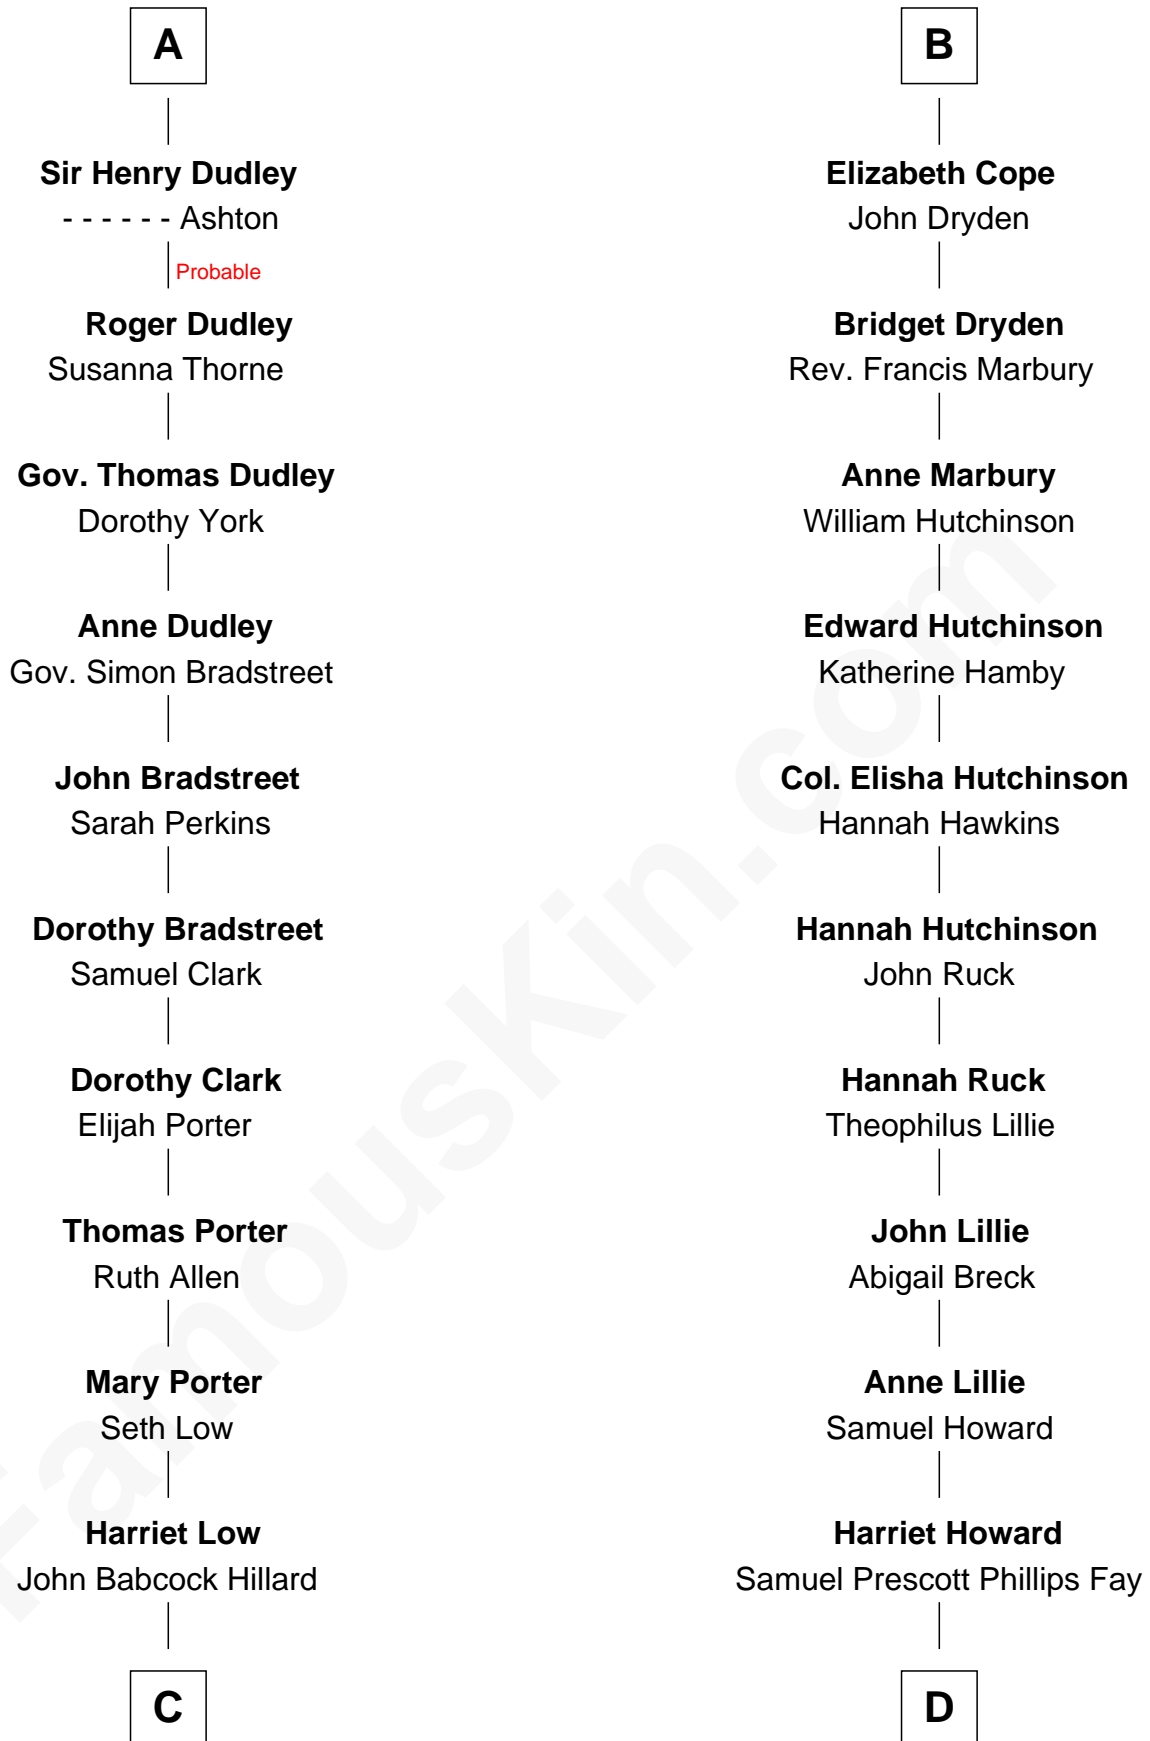 A
Sir Henry Dudley
- - - - - - Ashton
Probable
Roger Dudley
Susanna Thorne
Gov. Thomas Dudley
Dorothy York
Anne Dudley
Gov. Simon Bradstreet
John Bradstreet
Sarah Perkins
Dorothy Bradstreet
Samuel Clark
Dorothy Clark
Elijah Porter
Thomas Porter
Ruth Allen
Mary Porter
Seth Low
Harriet Low
John Babcock Hillard
C
B
Elizabeth Cope
John Dryden
Bridget Dryden
Rev. Francis Marbury
Anne Marbury
William Hutchinson
Edward Hutchinson
Katherine Hamby
Col. Elisha Hutchinson
Hannah Hawkins
Hannah Hutchinson
John Ruck
Hannah Ruck
Theophilus Lillie
John Lillie
Abigail Breck
Anne Lillie
Samuel Howard
Harriet Howard
Samuel Prescott Phillips Fay
D
FamousKin.com